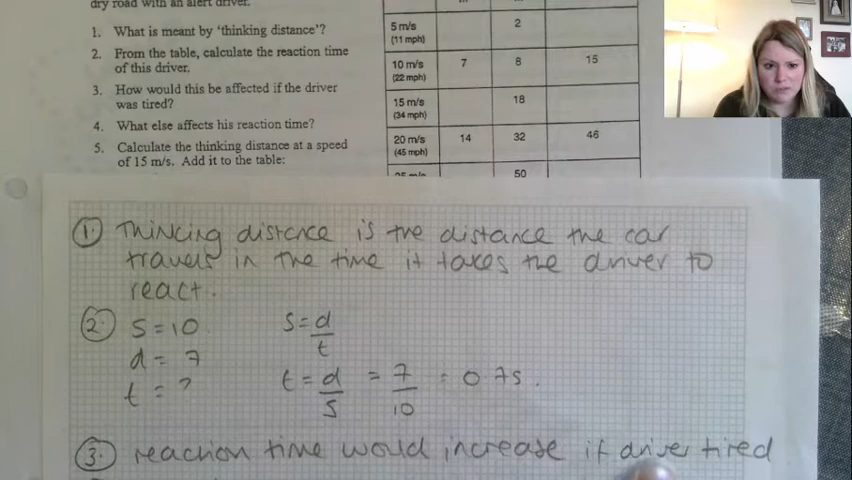 dry road with an alert driver.
1. What is meant by 'thinking distance'?
2. From the table, calculate the reaction time
of this driver.
3. How would this be affected if the driver
was tired?
4. What else affects his reaction time?
5. Calculate the thinking distance at a speed
of 15 m/s. Add it to the table:
5 m/s
(11 mph)
2
10 m/s
(22 mph)
7 8 15
15 m/s
(34 mph)
18
20 m/s
(45 mph)
14 32 46
50
1. Thinking distance is the distance the car
travels in the time it takes the driver to
react.
2. S = 10 S = d
t
d = 7
t = ? t = d = 7 = 0.7s.
S 10
3. reaction time would increase if driver tired